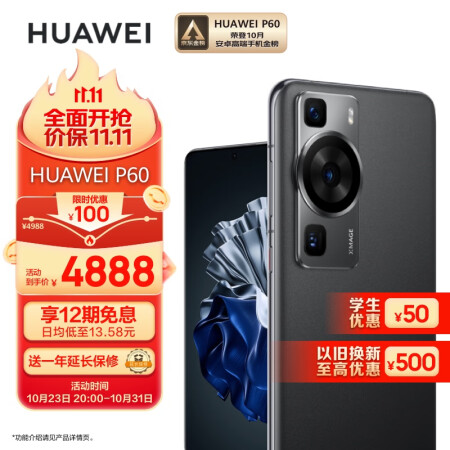 HUAWEI
京东金榜
HUAWEI P60
荣登10月
安卓高端手机金榜
11.11
全面开抢
价保11.11
HUAWEI P60
限时优惠
¥100
¥4988
活动
到手价
¥4888
享12期免息
日均低至13.58元
送一年延长保修
活动时间
10月23日 20:00-10月31日
*功能介绍请见产品详情页。
XMAGE
学生
优惠
¥50
以旧换新
至高优惠
¥500